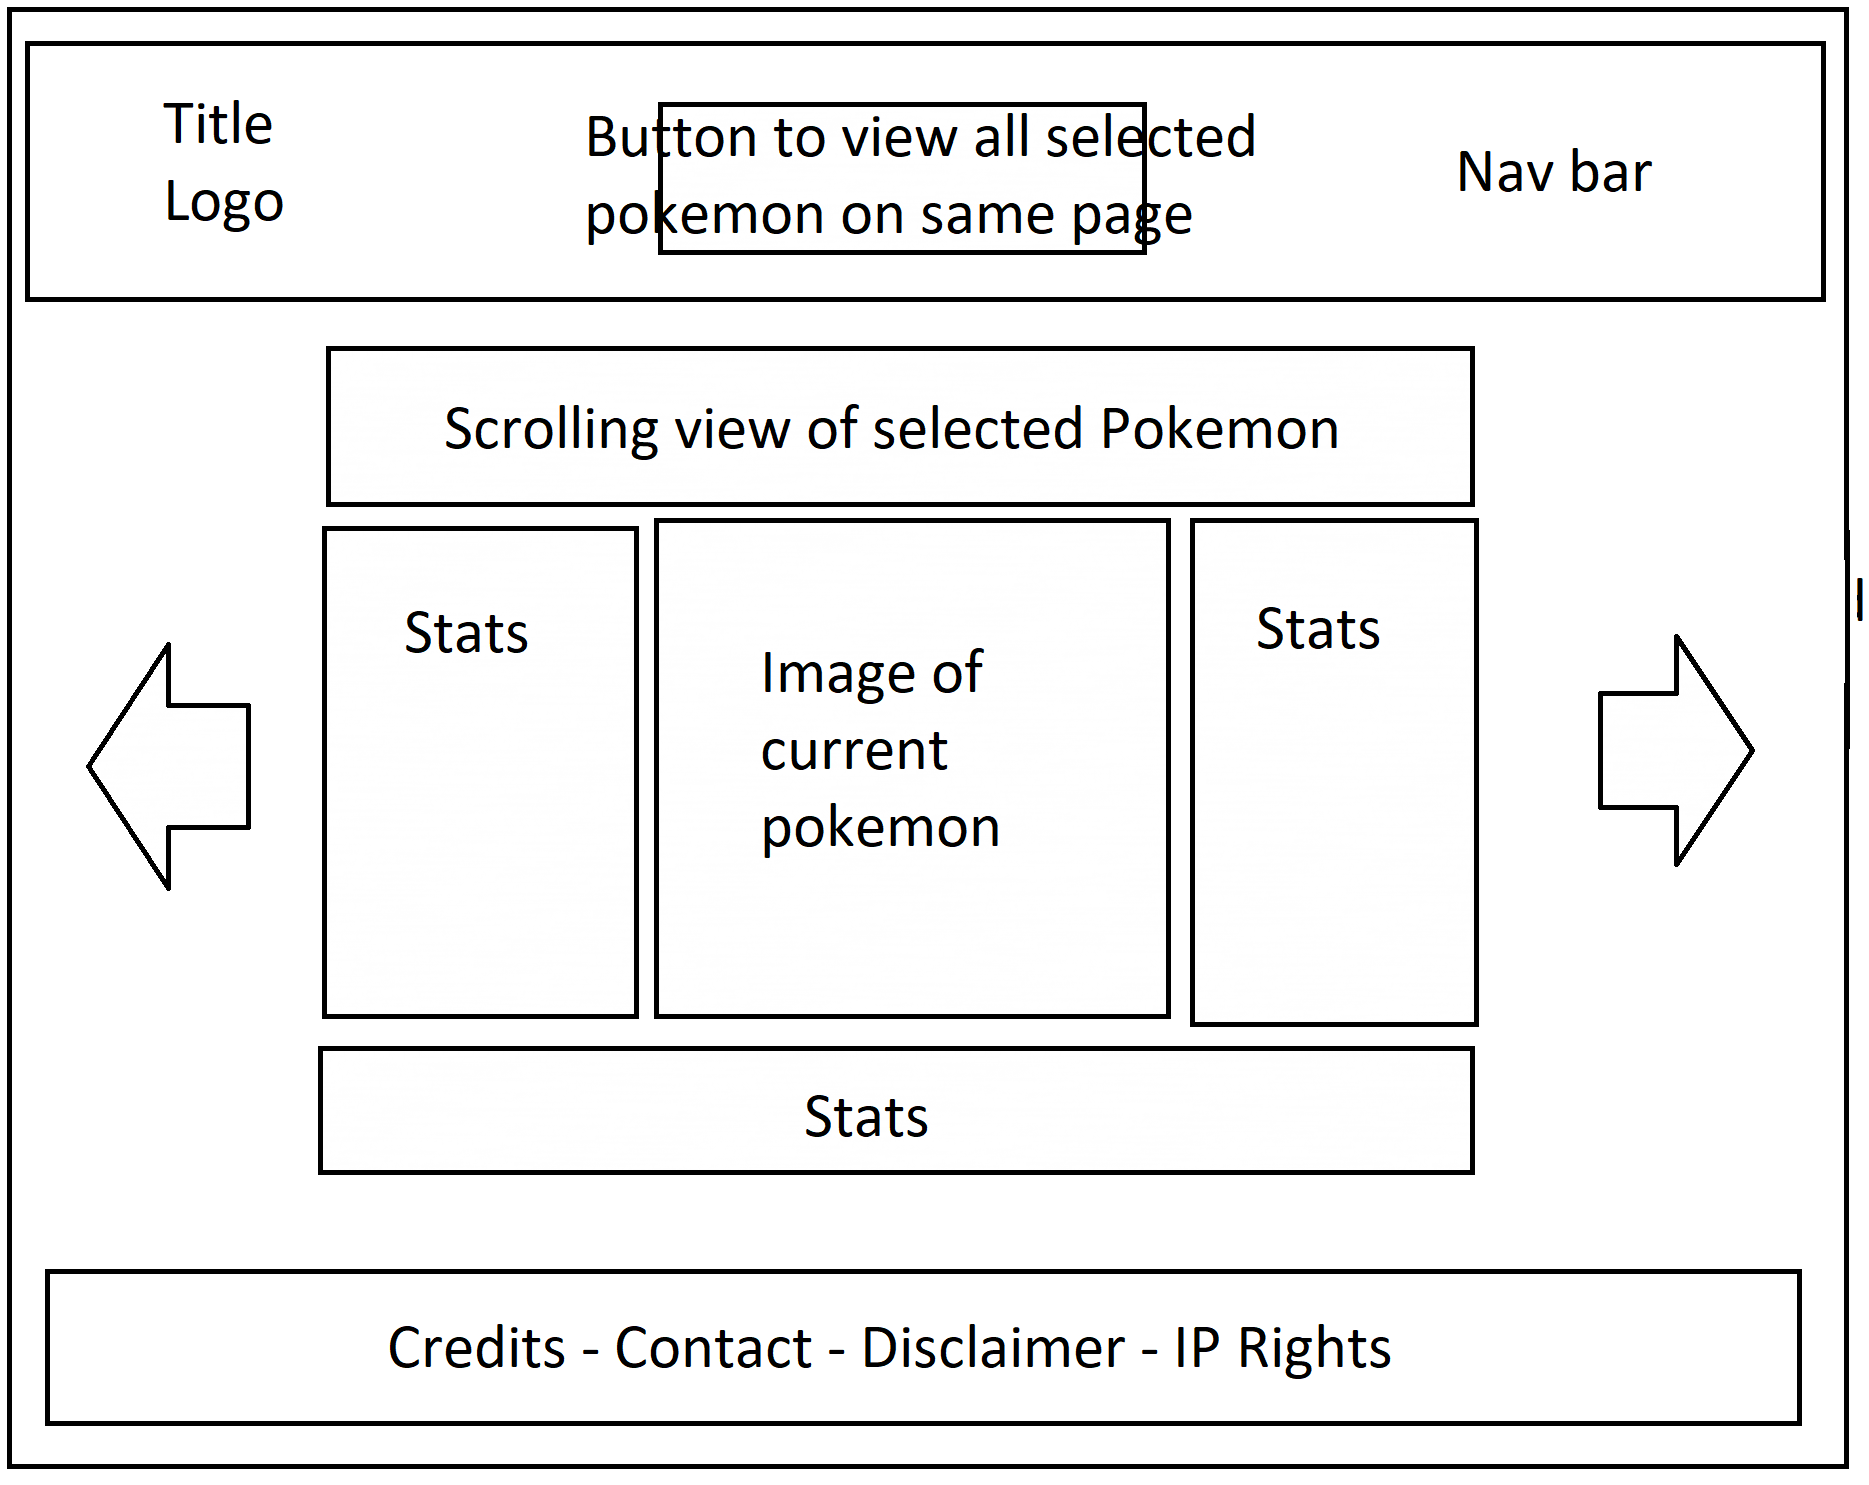 Title
Logo
Button to view all selected
pokemon on same page
Nav bar
Scrolling view of selected Pokemon
Stats
Image of
current
pokemon
Stats
Stats
Credits - Contact - Disclaimer - IP Rights